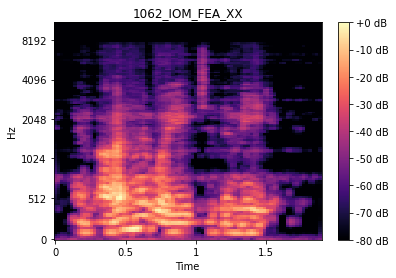 1062_IOM_FEA_XX
+0 dB
8192
-10 dB
4096
-20 dB
-30 dB
2048
Hz
-40 dB
1024
-50 dB
512
-60 dB
-70 dB
0
-80 dB
0
0.5
1
1.5
Time